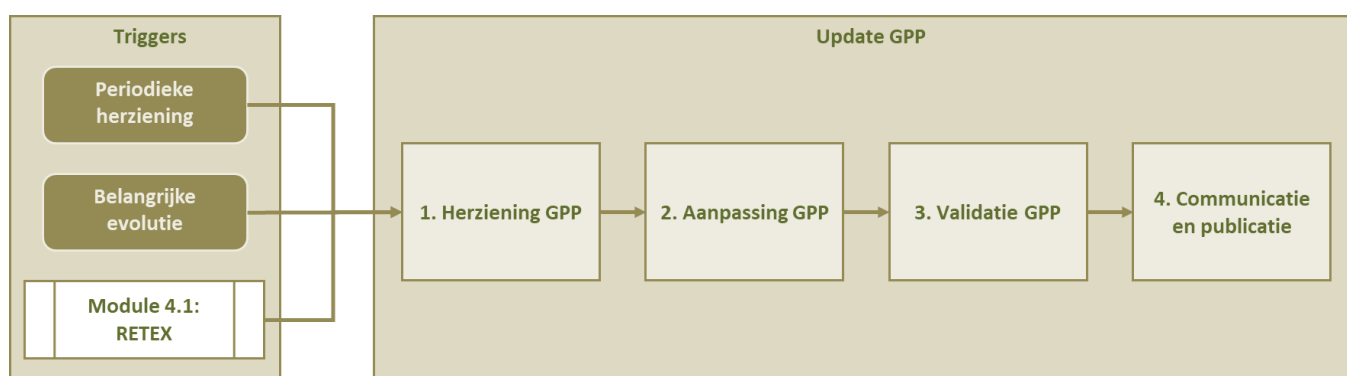 Triggers
Periodieke
herziening
Belangrijke
evolutie
Module 4.1:
RETEX
Update GPP
1. Herziening GPP
2. Aanpassing GPP
3. Validatie GPP
4. Communicatie
en publicatie